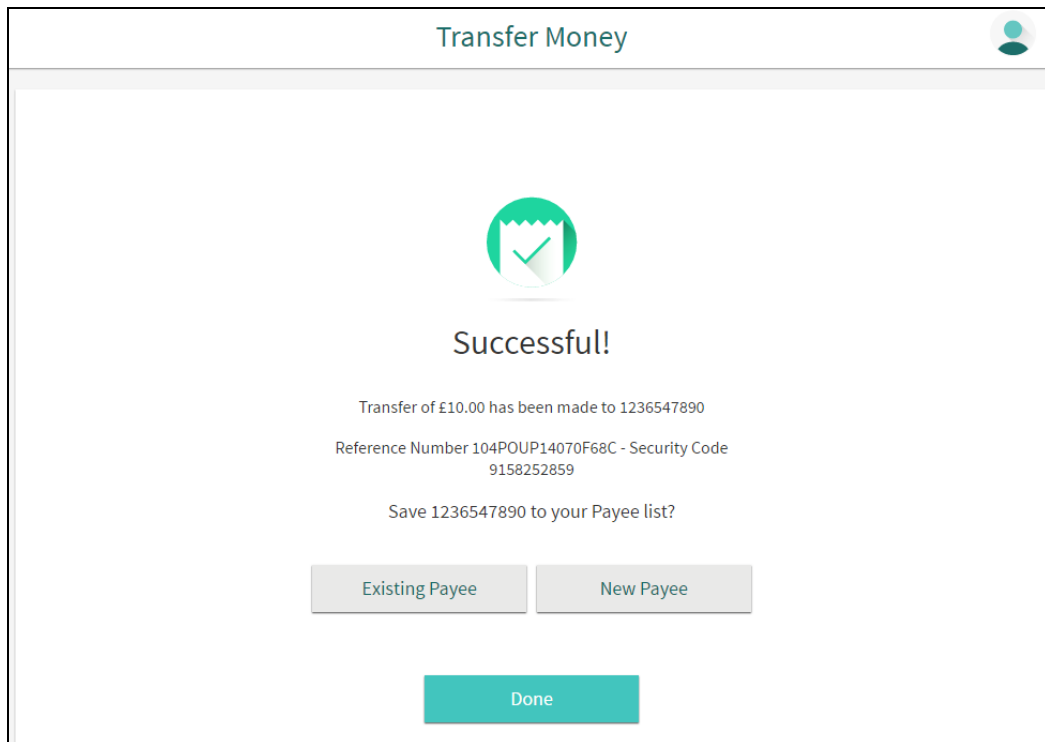 Transfer Money
Successful!
Transfer of £10.00 has been made to 1236547890
Reference Number 104POUP14070F68C - Security Code
9158252859
Save 1236547890 to your Payee list?
Existing Payee
New Payee
Done